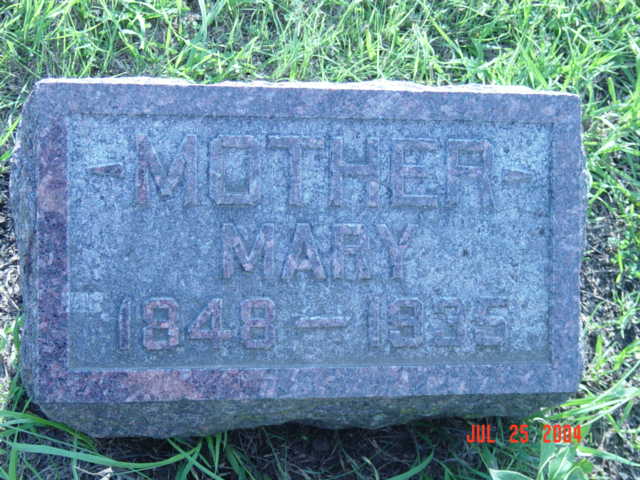 - MOTHER -
MARY
1848 — 1935
JUL 25 2004